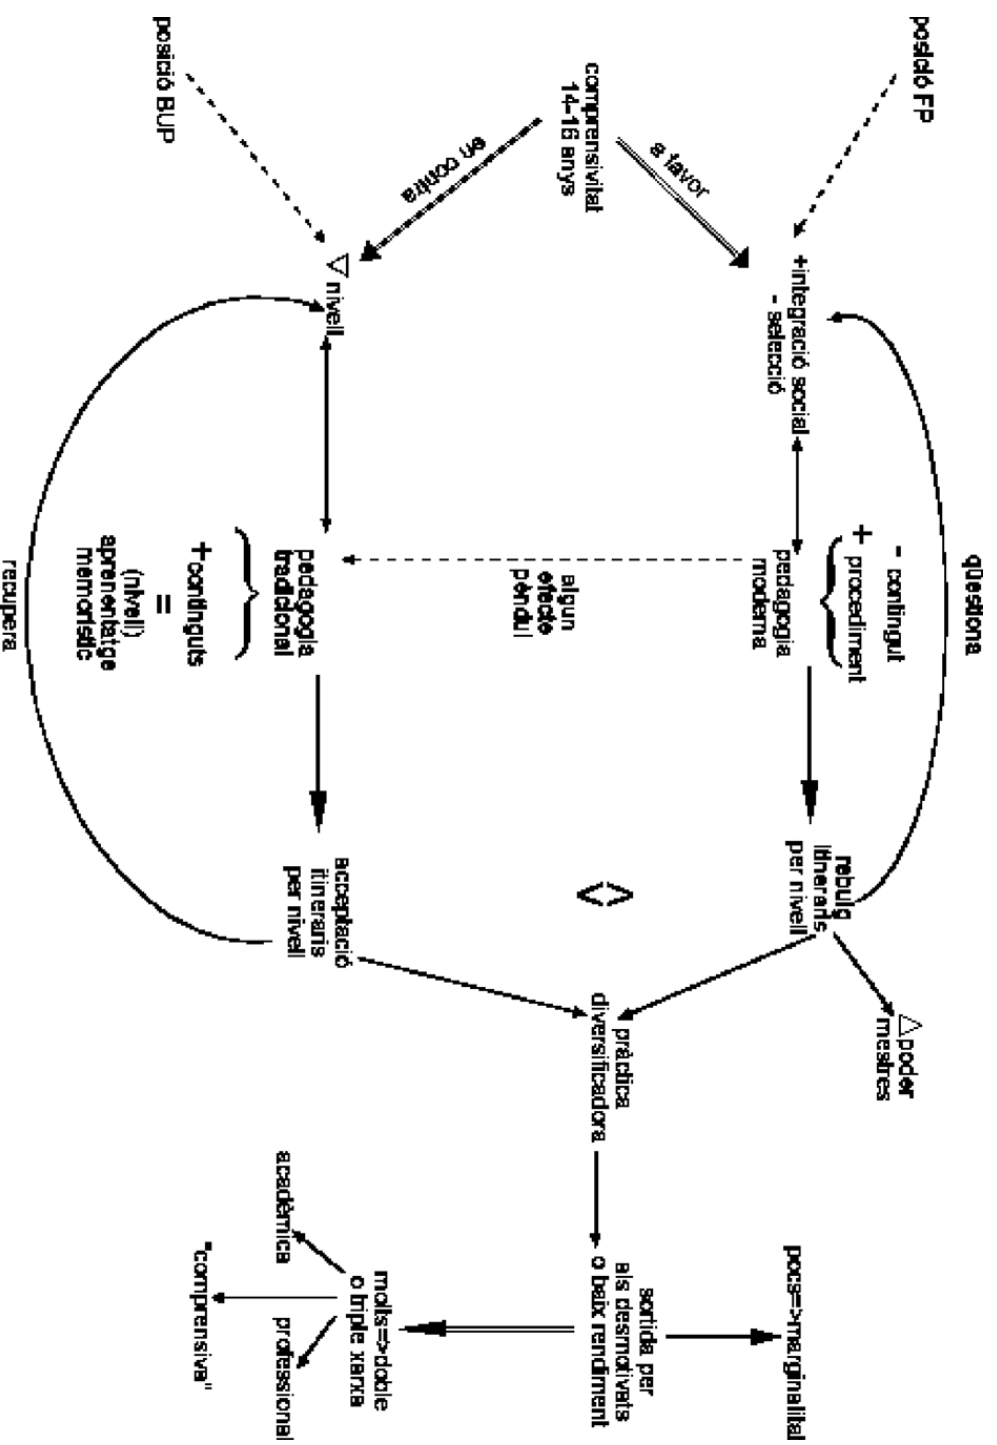 posició FP
comprensivitat
14-16 anys
posició BUP
a favor
en contra
+integració social
- selecció
△ nivell
qüestiona
- contingut
+ procediment
pedagogia
moderna
algun
efecte
pèndul
pedagogia
tradicional
+continguts
=
(nivell)
aprenentatge
memorístic
recupera
rebuig
itineraris
per nivell
<>
acceptació
itineraris
per nivell
△poder
mestres
pràctica
diversificadora
pocs=>marginalitat
sortida per
als desmotivats
o baix rendiment
molts=>doble
o triple xarxa
acadèmica
"comprensiva"
professional